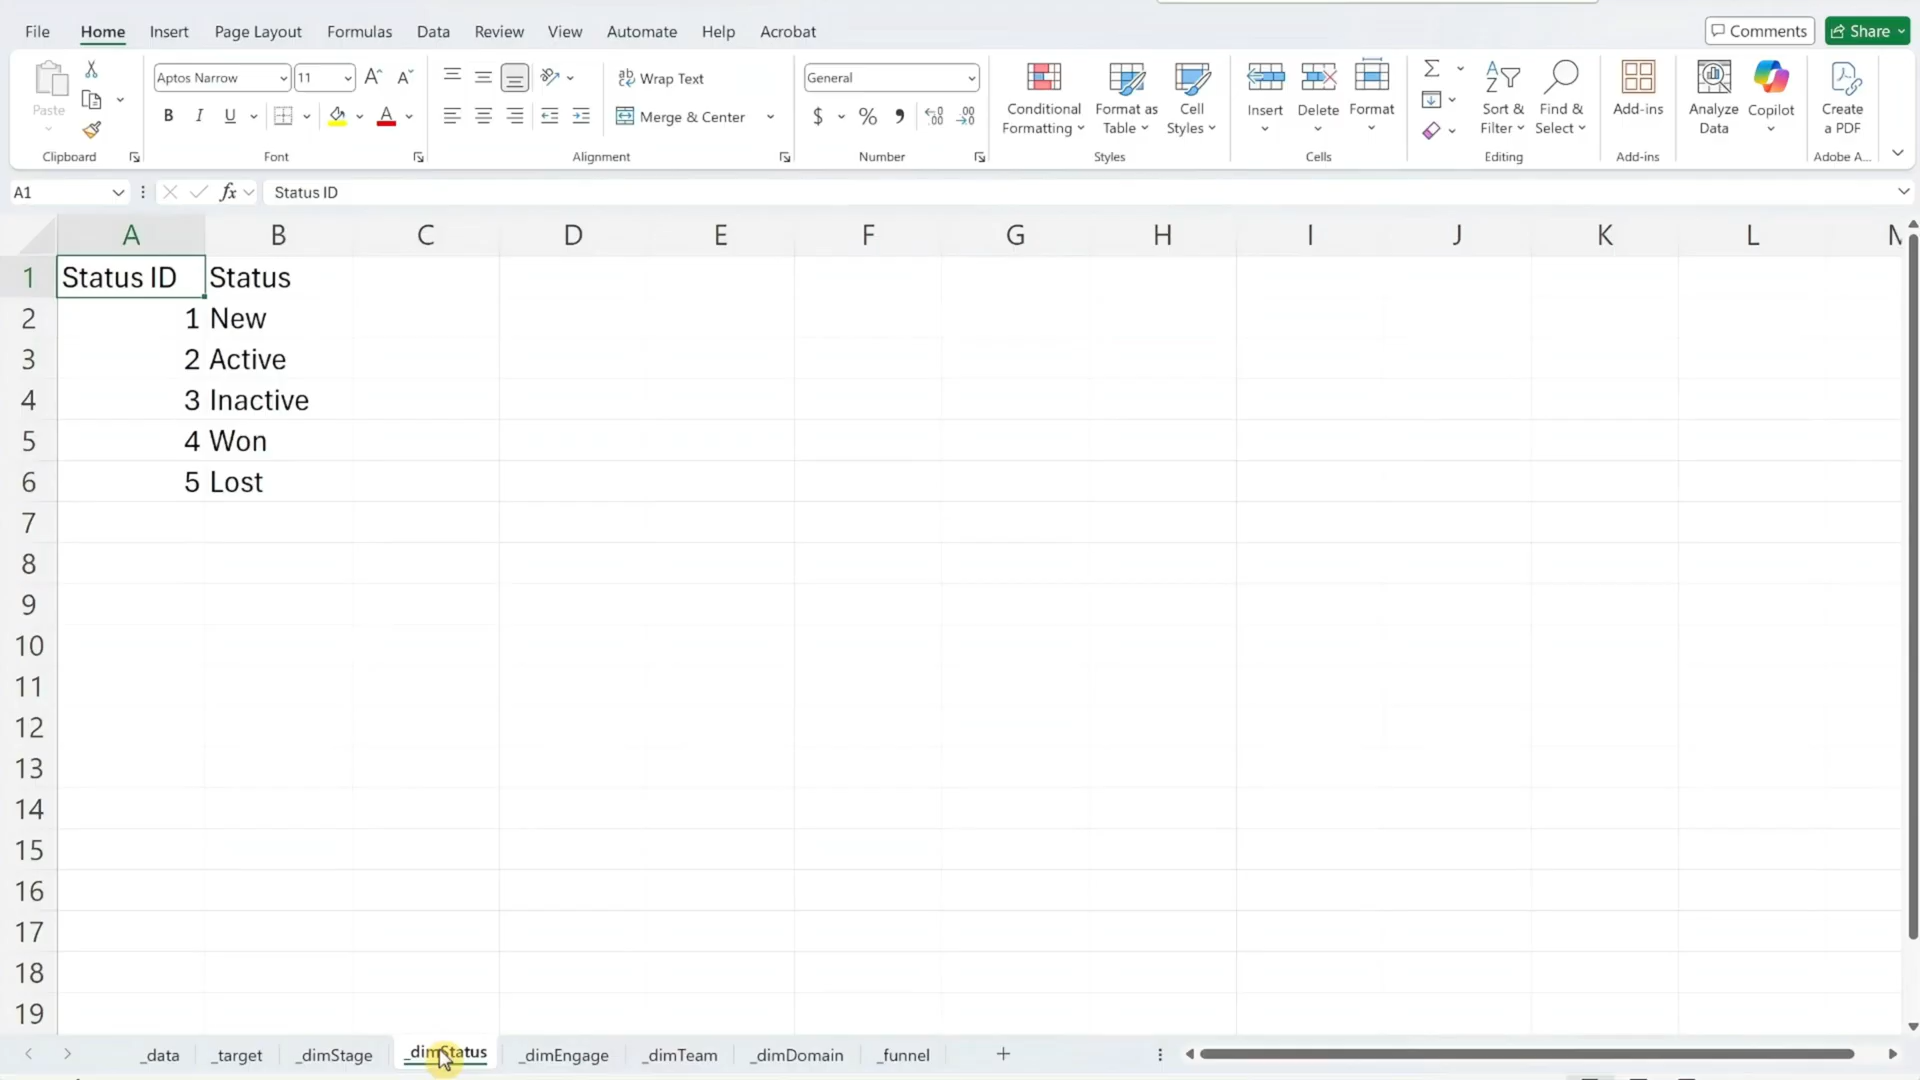 File Home Insert Page Layout Formulas Data Review View Automate Help Acrobat Comments Share
Paste
Clipboard
Aptos Narrow 11
B I U
Font
Wrap Text
Merge & Center
Alignment
General
$ % ,
Number
Conditional Formatting
Format as Table
Cell Styles
Styles
Insert
Delete
Format
Cells
Sort & Filter
Find & Select
Editing
Add-ins
Add-ins
Analyze Data
Copilot
Create a PDF
Adobe A...
A1 fx Status ID
A B C D E F G H I J K L
1 Status ID Status
2 1 New
3 2 Active
4 3 Inactive
5 4 Won
6 5 Lost
7
8
9
10
11
12
13
14
15
16
17
18
19
_data _target _dimStage _dimStatus _dimEngage _dimTeam _dimDomain _funnel